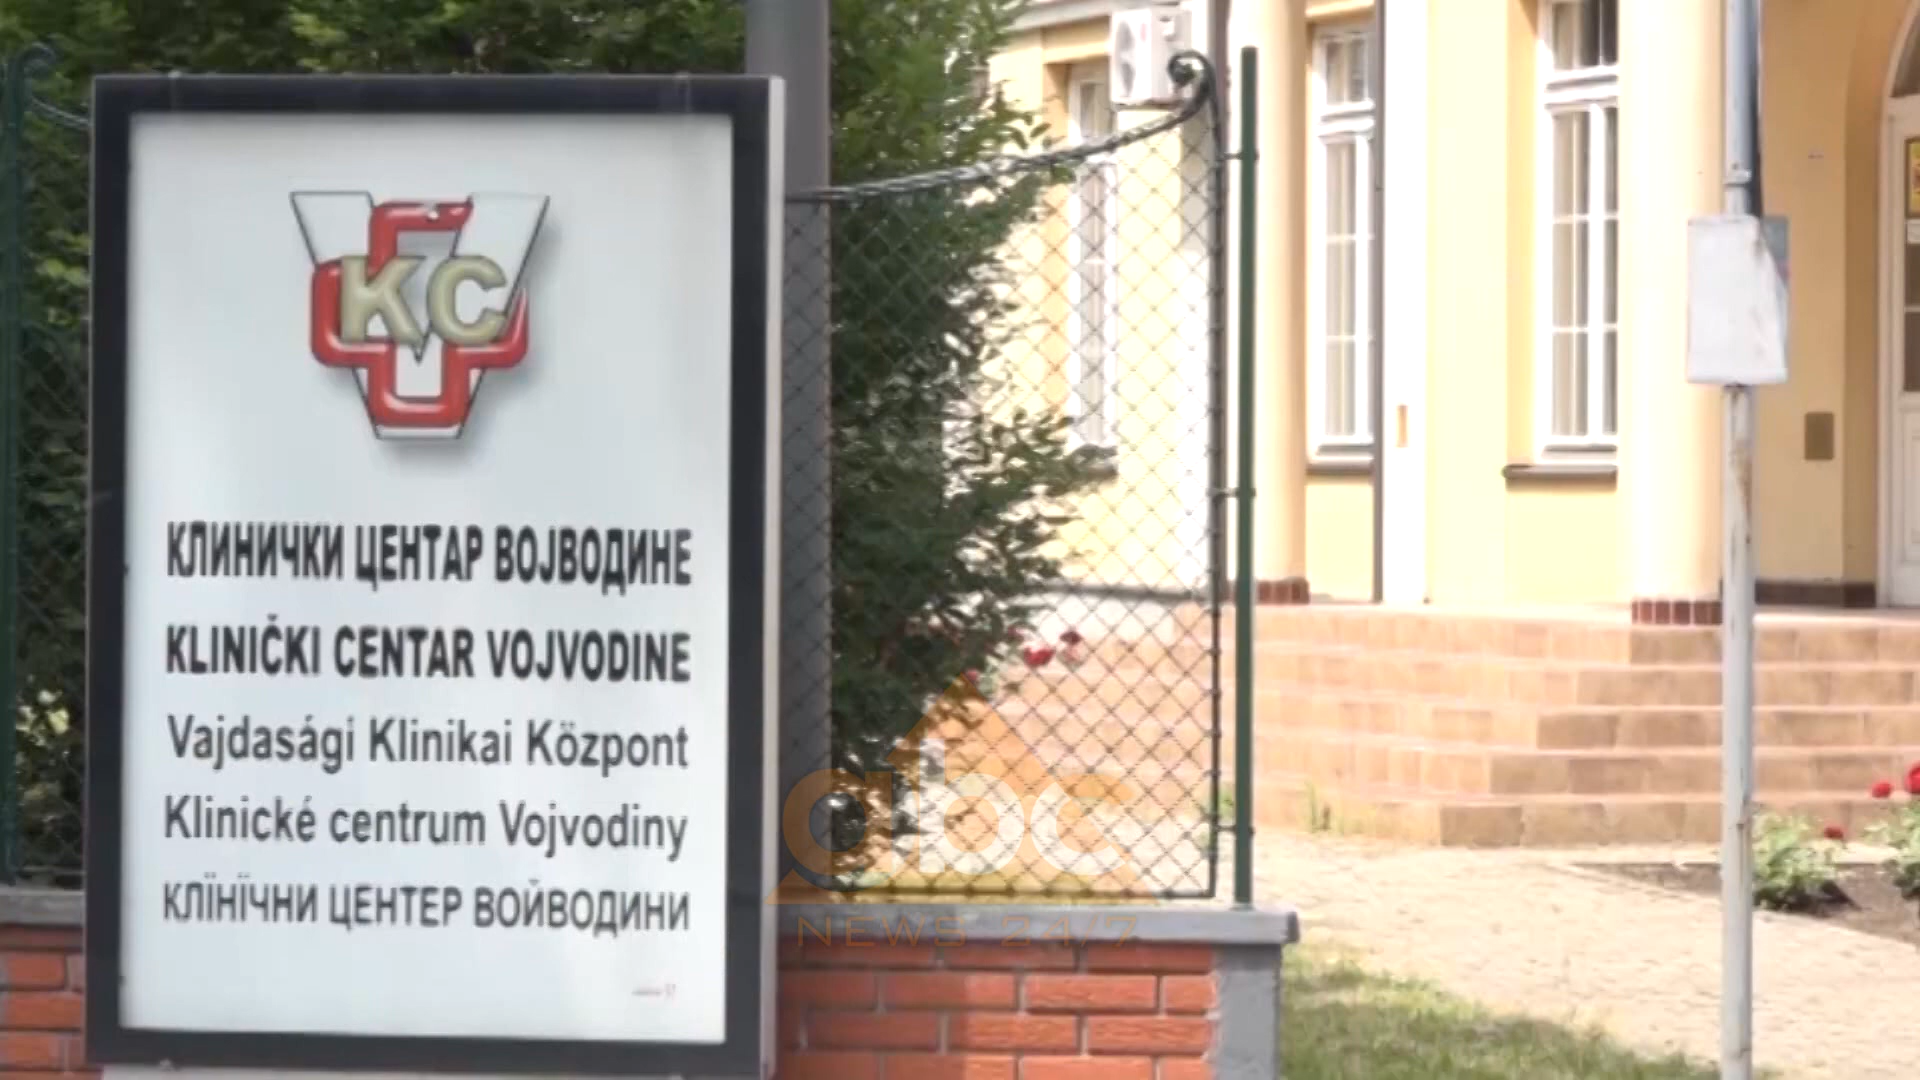 KC
КЛИНИЧКИ ЦЕНТАР ВОЈВОДИНЕ
KLINIČKI CENTAR VOJVODINE
Vajdasági Klinikai Központ
Klinické centrum Vojvodiny
КЛЇНЇЧНИ ЦЕНТЕР ВОЙВОДИНИ
abc
NEWS 24/7